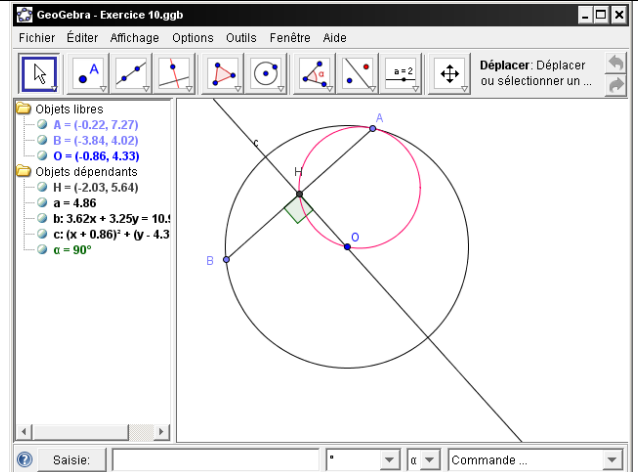 GeoGebra - Exercice 10.ggb
Fichier Éditer Affichage Options Outils Fenêtre Aide
A
α
a = 2
Déplacer: Déplacer
ou sélectionner un ...
Objets libres
A = (-0.22, 7.27)
B = (-3.84, 4.02)
O = (-0.86, 4.33)
Objets dépendants
H = (-2.03, 5.64)
a = 4.86
b: 3.62x + 3.25y = 10.
c: (x + 0.86)² + (y - 4.3
α = 90°
A
c
H
O
B
Saisie:
°
α
Commande ...